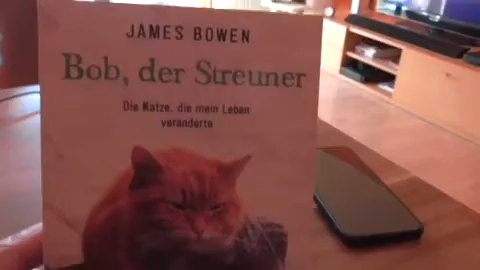 JAMES BOWEN
Bob, der Streuner
Die Katze, die mein Leben
veränderte